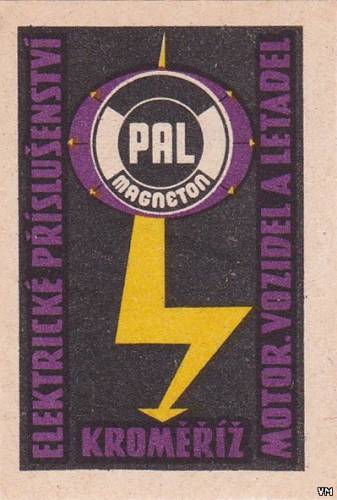 ELEKTRICKÉ PŘÍSLUŠENSTVÍ
PAL
MAGNETON
MOTOR. VOZIDEL A LETADEL
KROMĚŘÍŽ
VM